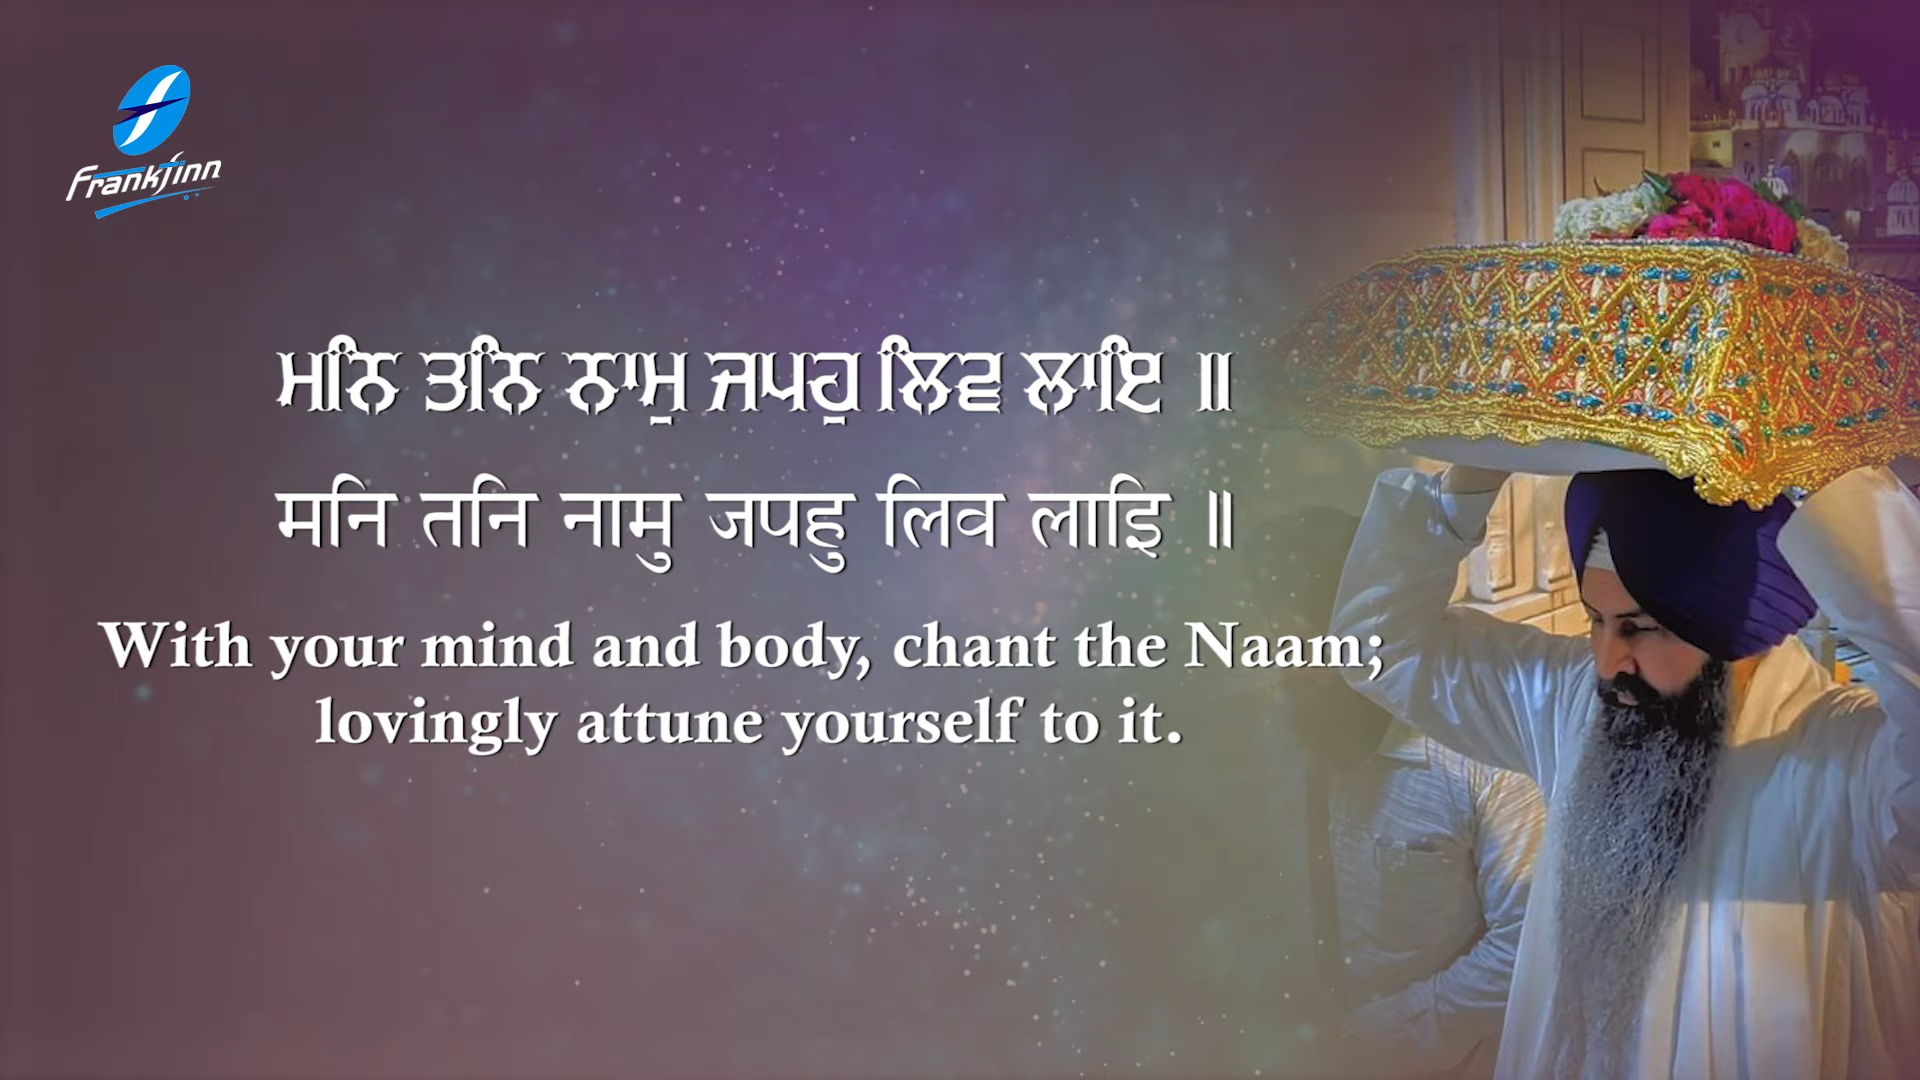 Frankfinn
ਮਨਿ ਤਨਿ ਨਾਮੁ ਜਪਹੁ ਲਿਵ ਲਾਇ ॥
मनि तनि नामु जपहु लिव लाइि ॥
With your mind and body, chant the Naam;
lovingly attune yourself to it.